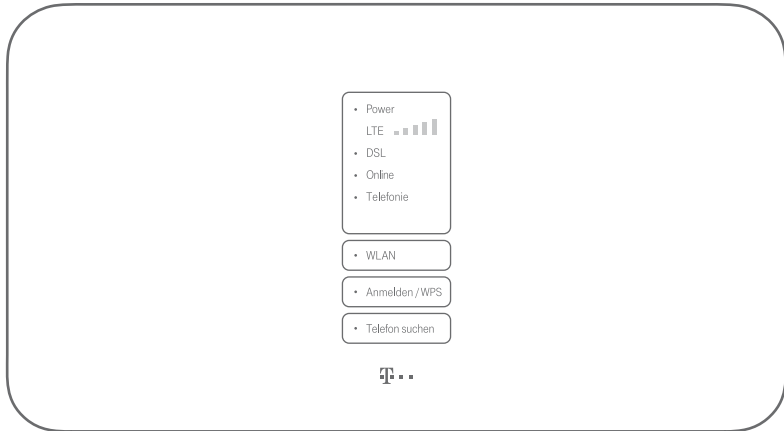 Power
LTE
DSL
Online
Telefonie
WLAN
Anmelden / WPS
Telefon suchen
T